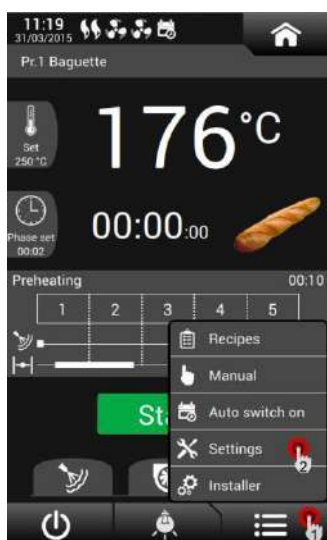 11:19
31/03/2015
Pr.1 Baguette
Set
250 °C
176°C
Phase set
00:02
00:00:00
Preheating 00:10
1 2 3 4 5
Recipes
Manual
Auto switch on
Settings
2
Installer
1